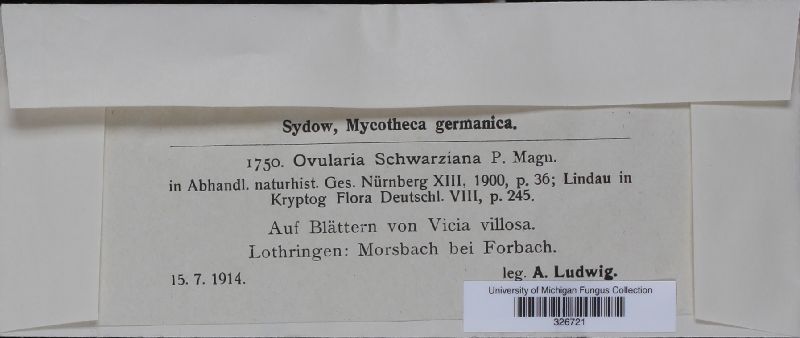 Sydow, Mycotheca germanica.
1750. Ovularia Schwarziana P. Magn.
in Abhandl. naturhist. Ges. Nürnberg XIII, 1900, p. 36; Lindau in
Kryptog Flora Deutschl. VIII, p. 245.
Auf Blättern von Vicia villosa.
Lothringen: Morsbach bei Forbach.
15. 7. 1914. leg. A. Ludwig.
University of Michigan Fungus Collection
326721